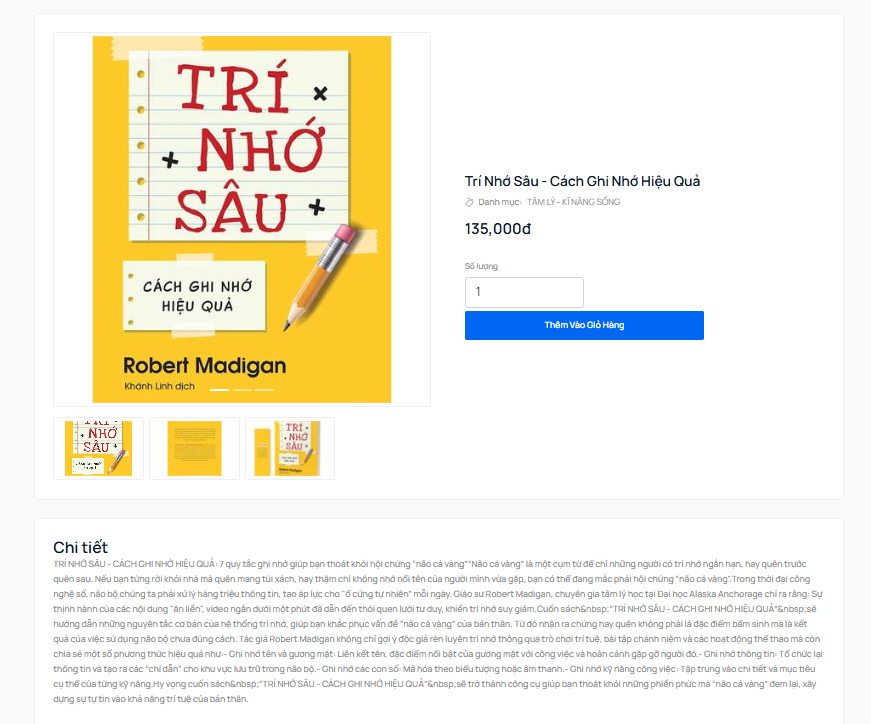 TRÍ
NHỚ
SÂU
CÁCH GHI NHỚ
HIỆU QUẢ
Robert Madigan
Khánh Linh dịch
Trí Nhớ Sâu - Cách Ghi Nhớ Hiệu Quả
Danh mục: TÂM LÝ - KĨ NĂNG SỐNG
135,000đ
Số lượng
1
Thêm Vào Giỏ Hàng
TRÍ
NHỚ
SÂU
TRÍ
NHỚ
SÂU
Chi tiết
TRÍ NHỚ SÂU - CÁCH GHI NHỚ HIỆU QUẢ: 7 quy tắc ghi nhớ giúp bạn thoát khỏi hội chứng “não cá vàng”“Não cá vàng” là một cụm từ để chỉ những người có trí nhớ ngắn hạn, hay quên trước
quên sau. Nếu bạn từng rời khỏi nhà mà quên mang túi xách, hay thậm chí không nhớ nổi tên của người mình vừa gặp, bạn có thể đang mắc phải hội chứng “não cá vàng”.Trong thời đại công
nghệ số, não bộ chúng ta phải xử lý hàng triệu thông tin, tạo áp lực cho “ổ cứng tự nhiên” mỗi ngày. Giáo sư Robert Madigan, chuyên gia tâm lý học tại Đại học Alaska Anchorage chỉ ra rằng: Sự
thịnh hành của các nội dung “ăn liền”, video ngắn dưới một phút đã dẫn đến thói quen lười tư duy, khiến trí nhớ suy giảm.Cuốn sách&nbsp;“TRÍ NHỚ SÂU - CÁCH GHI NHỚ HIỆU QUẢ”&nbsp;sẽ
hướng dẫn những nguyên tắc cơ bản của hệ thống trí nhớ, giúp bạn khắc phục vấn đề “não cá vàng” của bản thân. Từ đó nhận ra chứng hay quên không phải là đặc điểm bẩm sinh mà là kết
quả của việc sử dụng não bộ chưa đúng cách. Tác giả Robert Madigan không chỉ gợi ý độc giả rèn luyện trí nhớ thông qua trò chơi trí tuệ, bài tập chánh niệm và các hoạt động thể thao mà còn
chia sẻ một số phương thức hiệu quả như:- Ghi nhớ tên và gương mặt: Liên kết tên, đặc điểm nổi bật của gương mặt với công việc và hoàn cảnh gặp gỡ người đó.- Ghi nhớ thông tin: Tổ chức lại
thông tin và tạo ra các “chỉ dẫn” cho khu vực lưu trữ trong não bộ.- Ghi nhớ các con số: Mã hóa theo biểu tượng hoặc âm thanh.- Ghi nhớ kỹ năng công việc: Tập trung vào chi tiết và mục tiêu
cụ thể của từng kỹ năng.Hy vọng cuốn sách&nbsp;“TRÍ NHỚ SÂU - CÁCH GHI NHỚ HIỆU QUẢ”&nbsp;sẽ trở thành công cụ giúp bạn thoát khỏi những phiền phức mà “não cá vàng” đem lại, xây
dựng sự tự tin vào khả năng trí tuệ của bản thân.